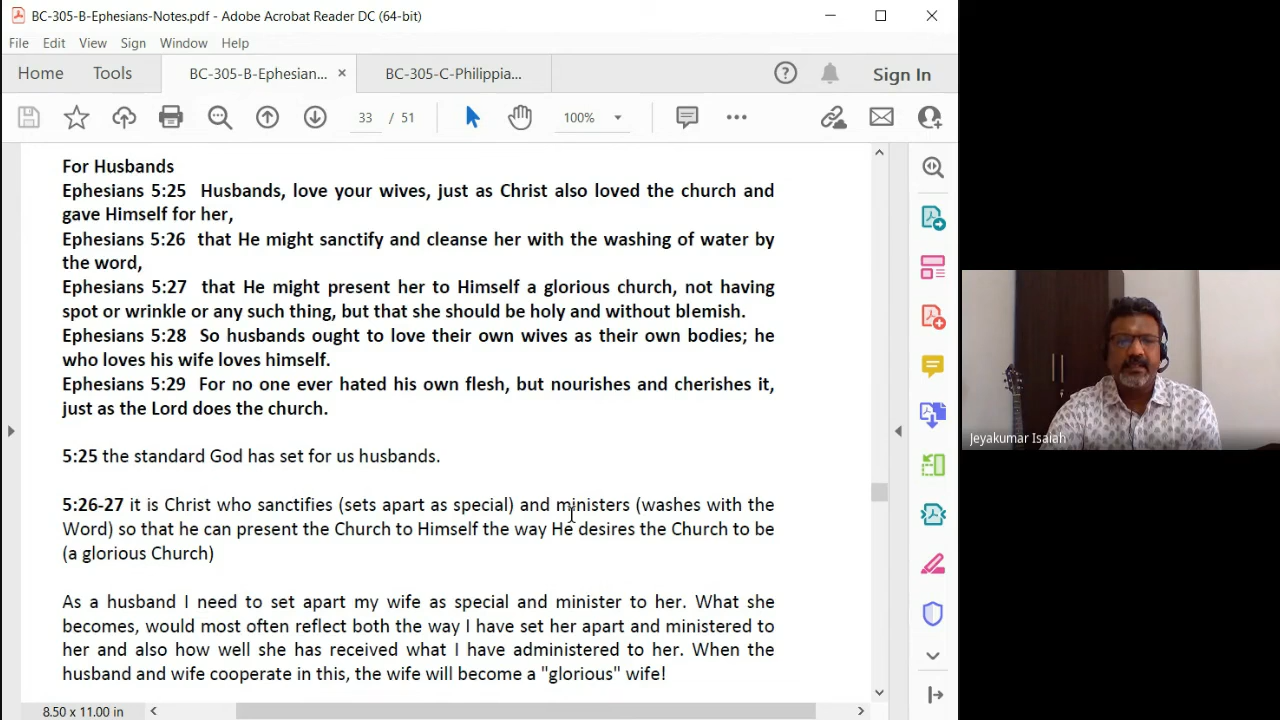 BC-305-B-Ephesians-Notes.pdf - Adobe Acrobat Reader DC (64-bit)
File Edit View Sign Window Help
Home Tools BC-305-B-Ephesian... × BC-305-C-Philippia... Sign In
33 / 51 100%
For Husbands
Ephesians 5:25 Husbands, love your wives, just as Christ also loved the church and
gave Himself for her,
Ephesians 5:26 that He might sanctify and cleanse her with the washing of water by
the word,
Ephesians 5:27 that He might present her to Himself a glorious church, not having
spot or wrinkle or any such thing, but that she should be holy and without blemish.
Ephesians 5:28 So husbands ought to love their own wives as their own bodies; he
who loves his wife loves himself.
Ephesians 5:29 For no one ever hated his own flesh, but nourishes and cherishes it,
just as the Lord does the church.
5:25 the standard God has set for us husbands.
5:26-27 it is Christ who sanctifies (sets apart as special) and ministers (washes with the
Word) so that he can present the Church to Himself the way He desires the Church to be
(a glorious Church)
As a husband I need to set apart my wife as special and minister to her. What she
becomes, would most often reflect both the way I have set her apart and ministered to
her and also how well she has received what I have administered to her. When the
husband and wife cooperate in this, the wife will become a "glorious" wife!
8.50 x 11.00 in
Jeyakumar Isaiah